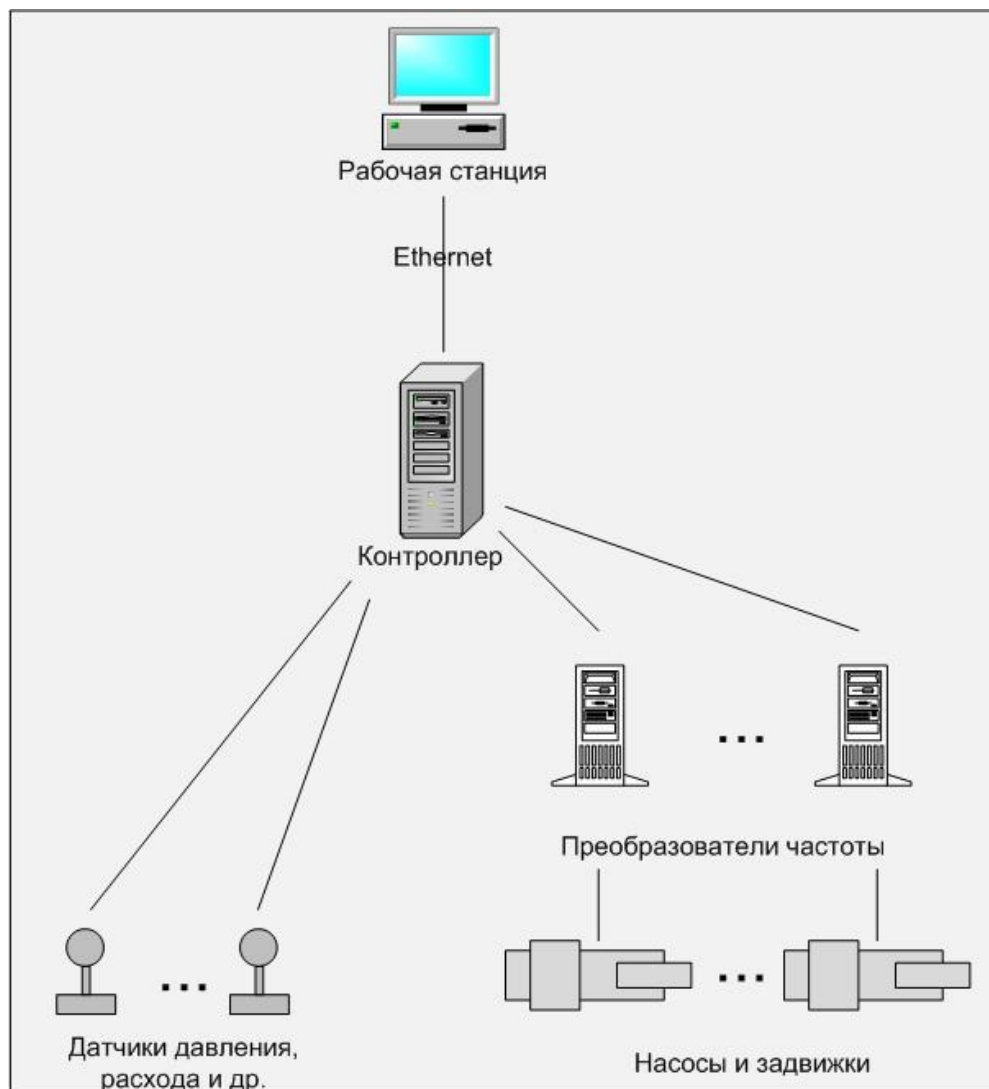 Рабочая станция
Ethernet
Контроллер
Преобразователи частоты
Датчики давления,
расхода и др.
Насосы и задвижки